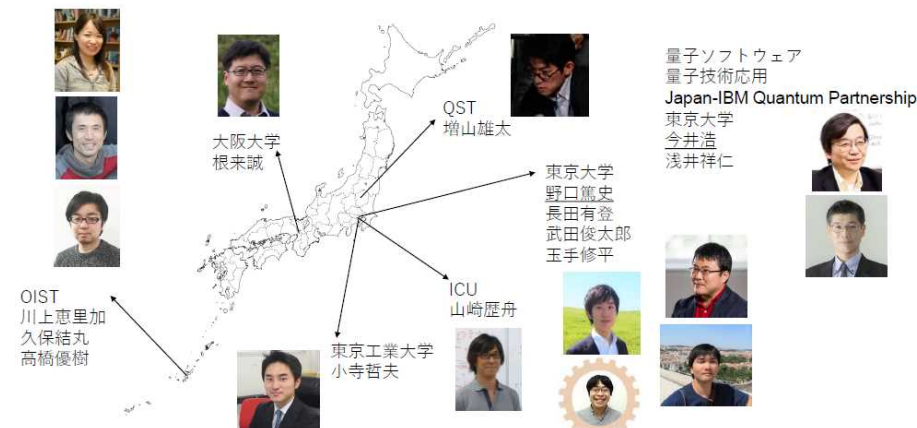 量子ソフトウェア
量子技術応用
Japan-IBM Quantum Partnership
東京大学
今井浩
浅井祥仁
QST
増山雄太
大阪大学
根来誠
東京大学
野口篤史
長田有登
武田俊太郎
玉手修平
OIST
川上恵里加
久保結丸
高橋優樹
ICU
山崎歴舟
東京工業大学
小寺哲夫